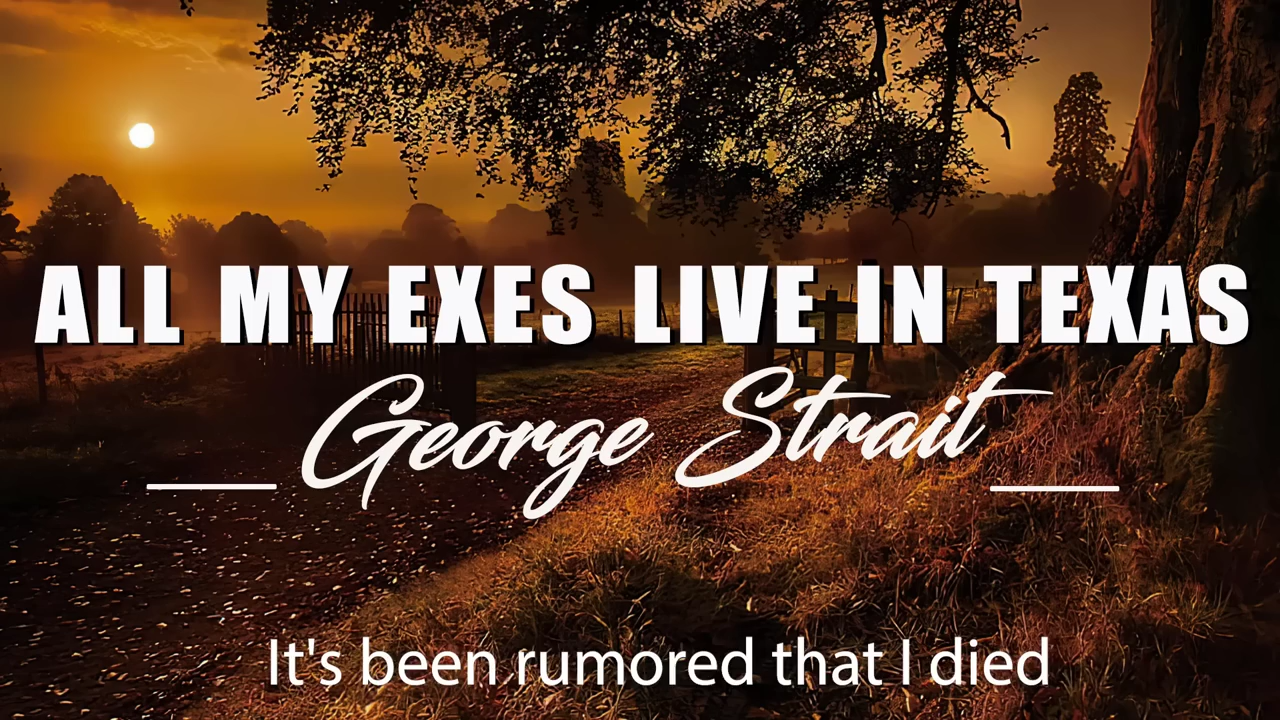 ALL MY EXES LIVE IN TEXAS
George Strait
It's been rumored that I died